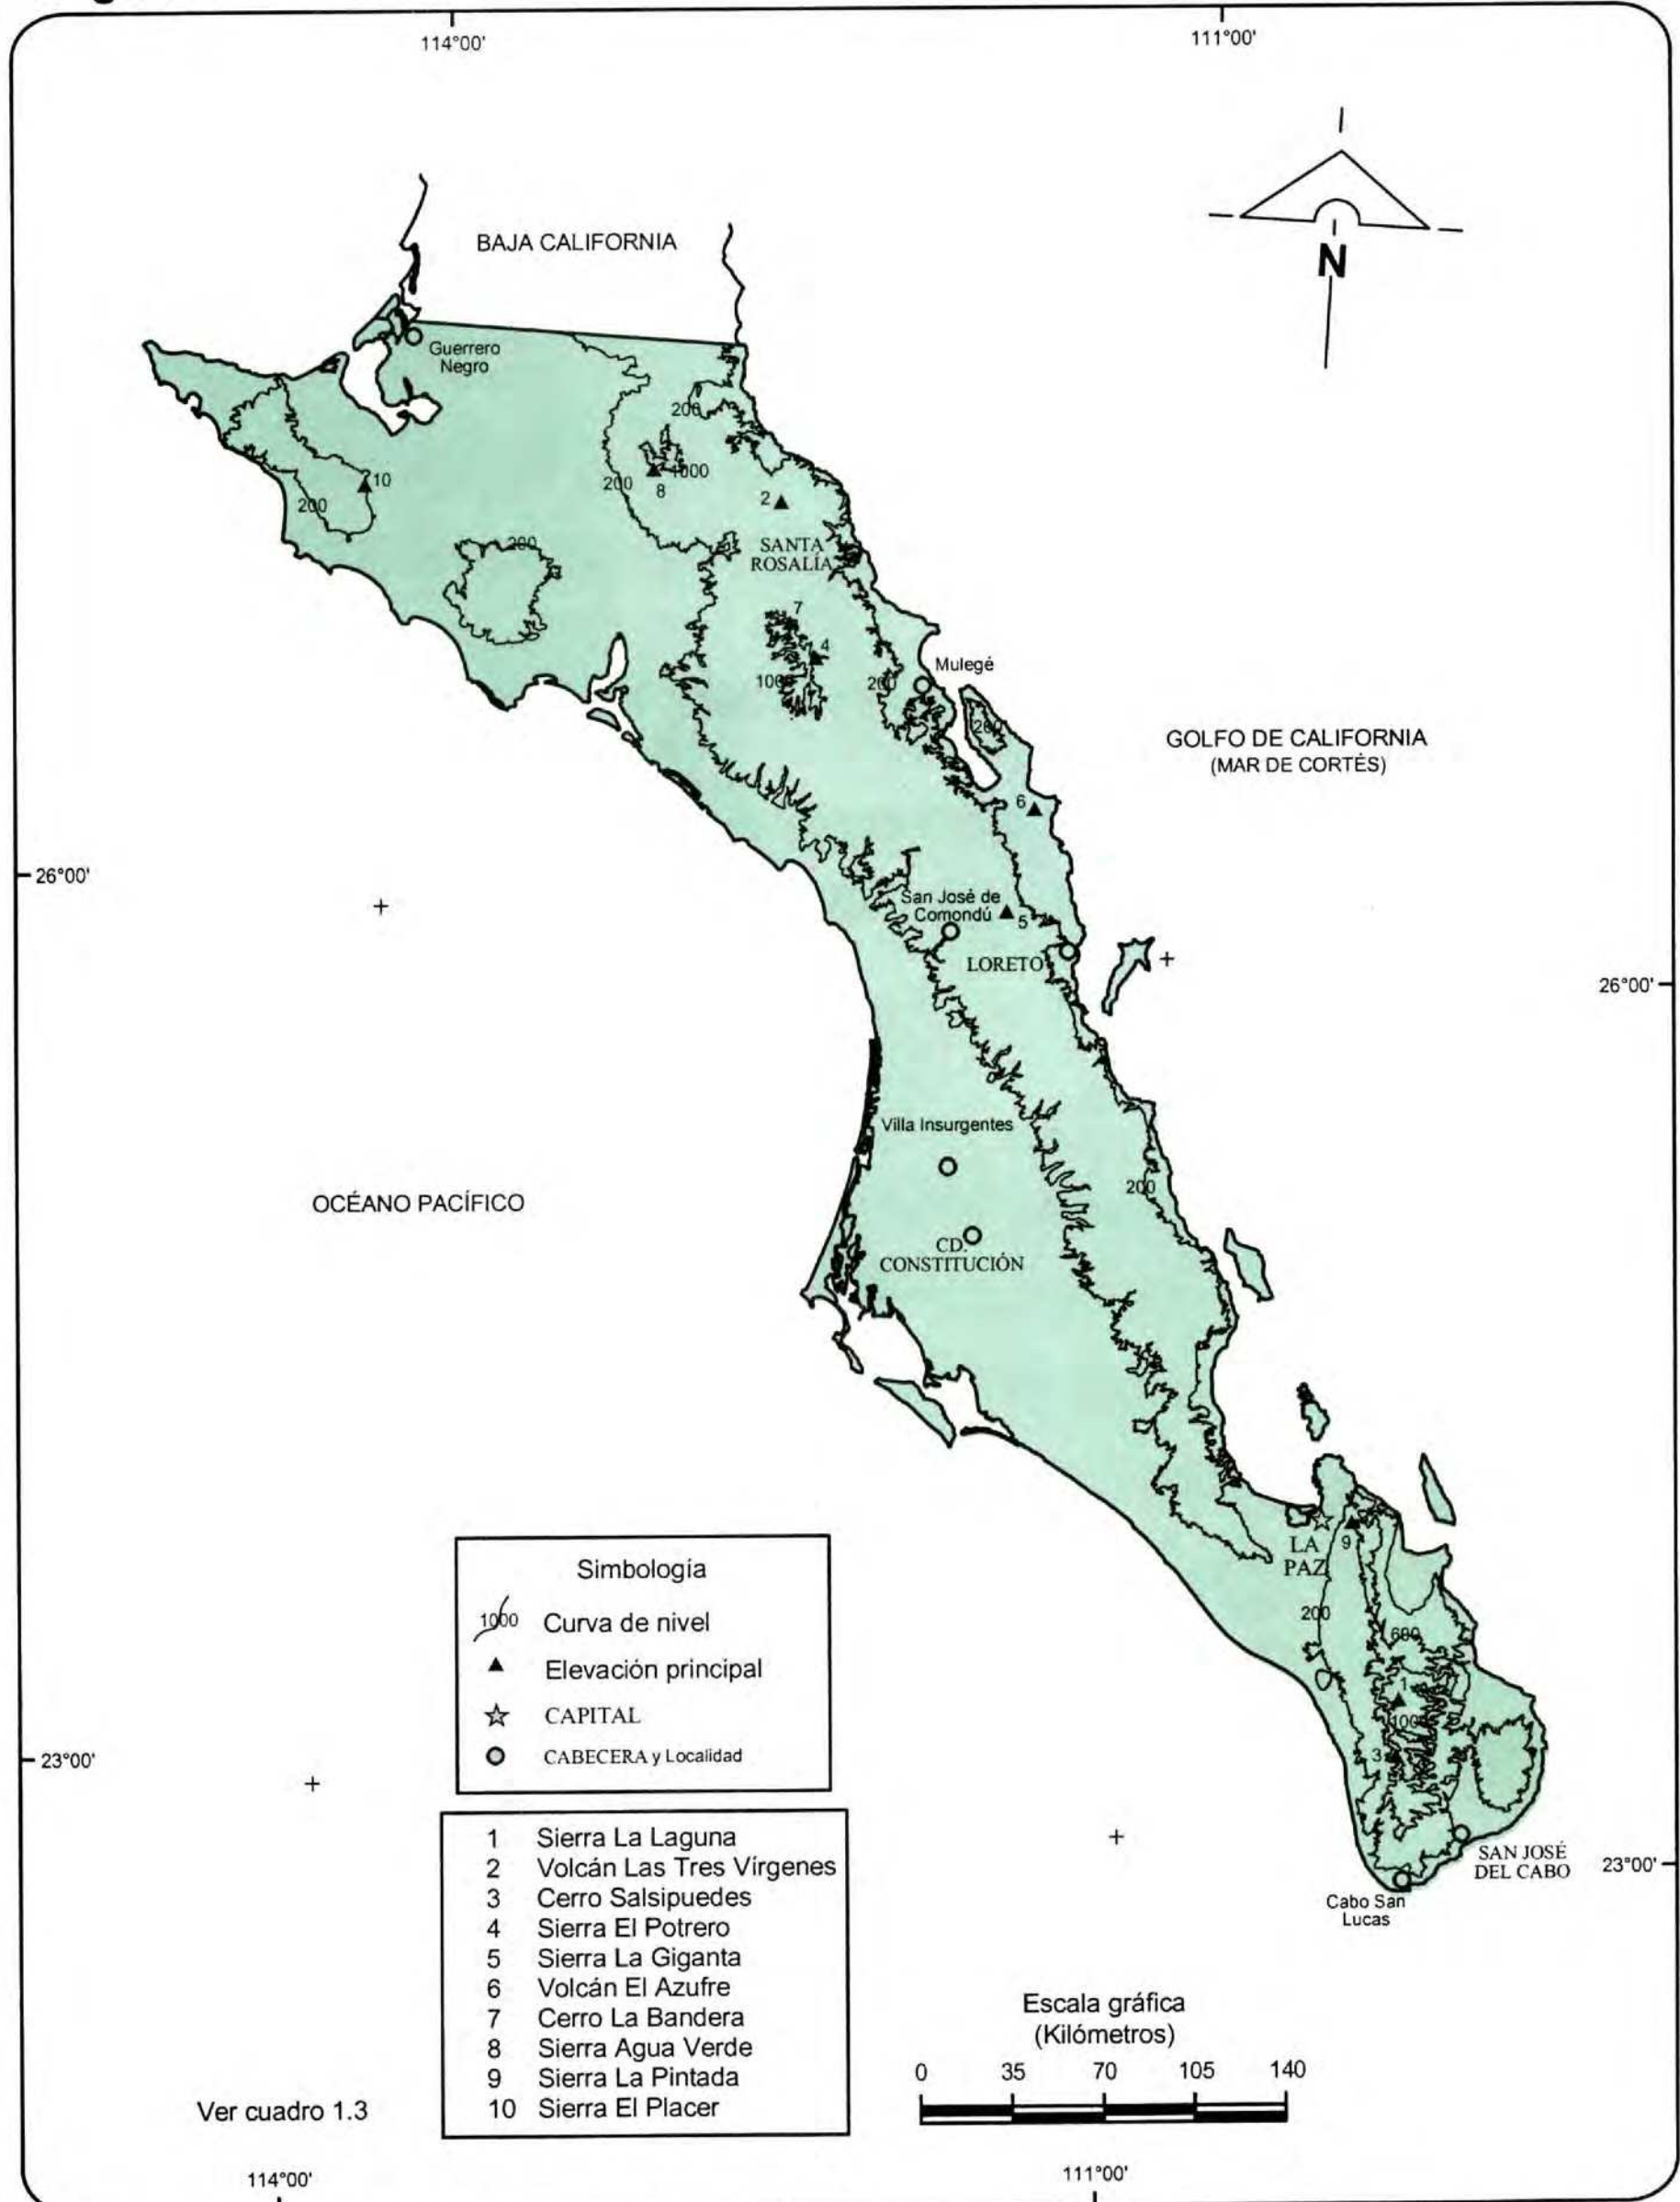 114°00'
111°00'
BAJA CALIFORNIA
N
Guerrero
Negro
200
1000
200
8
10
200
2
200
SANTA
ROSALÍA
7
4
1000
200
Mulegé
200
GOLFO DE CALIFORNIA
(MAR DE CORTÉS)
6
26°00'
San José de
Comondú
5
LORETO
26°00'
Villa Insurgentes
200
OCÉANO PACÍFICO
CD.
CONSTITUCIÓN
LA
PAZ
9
200
600
1
1000
3
23°00'
SAN JOSÉ
DEL CABO
23°00'
Cabo San
Lucas
Simbología
1000 Curva de nivel
Elevación principal
CAPITAL
CABECERA y Localidad
1 Sierra La Laguna
2 Volcán Las Tres Vírgenes
3 Cerro Salsipuedes
4 Sierra El Potrero
5 Sierra La Giganta
6 Volcán El Azufre
7 Cerro La Bandera
8 Sierra Agua Verde
9 Sierra La Pintada
10 Sierra El Placer
Escala gráfica
(Kilómetros)
0 35 70 105 140
Ver cuadro 1.3
114°00'
111°00'